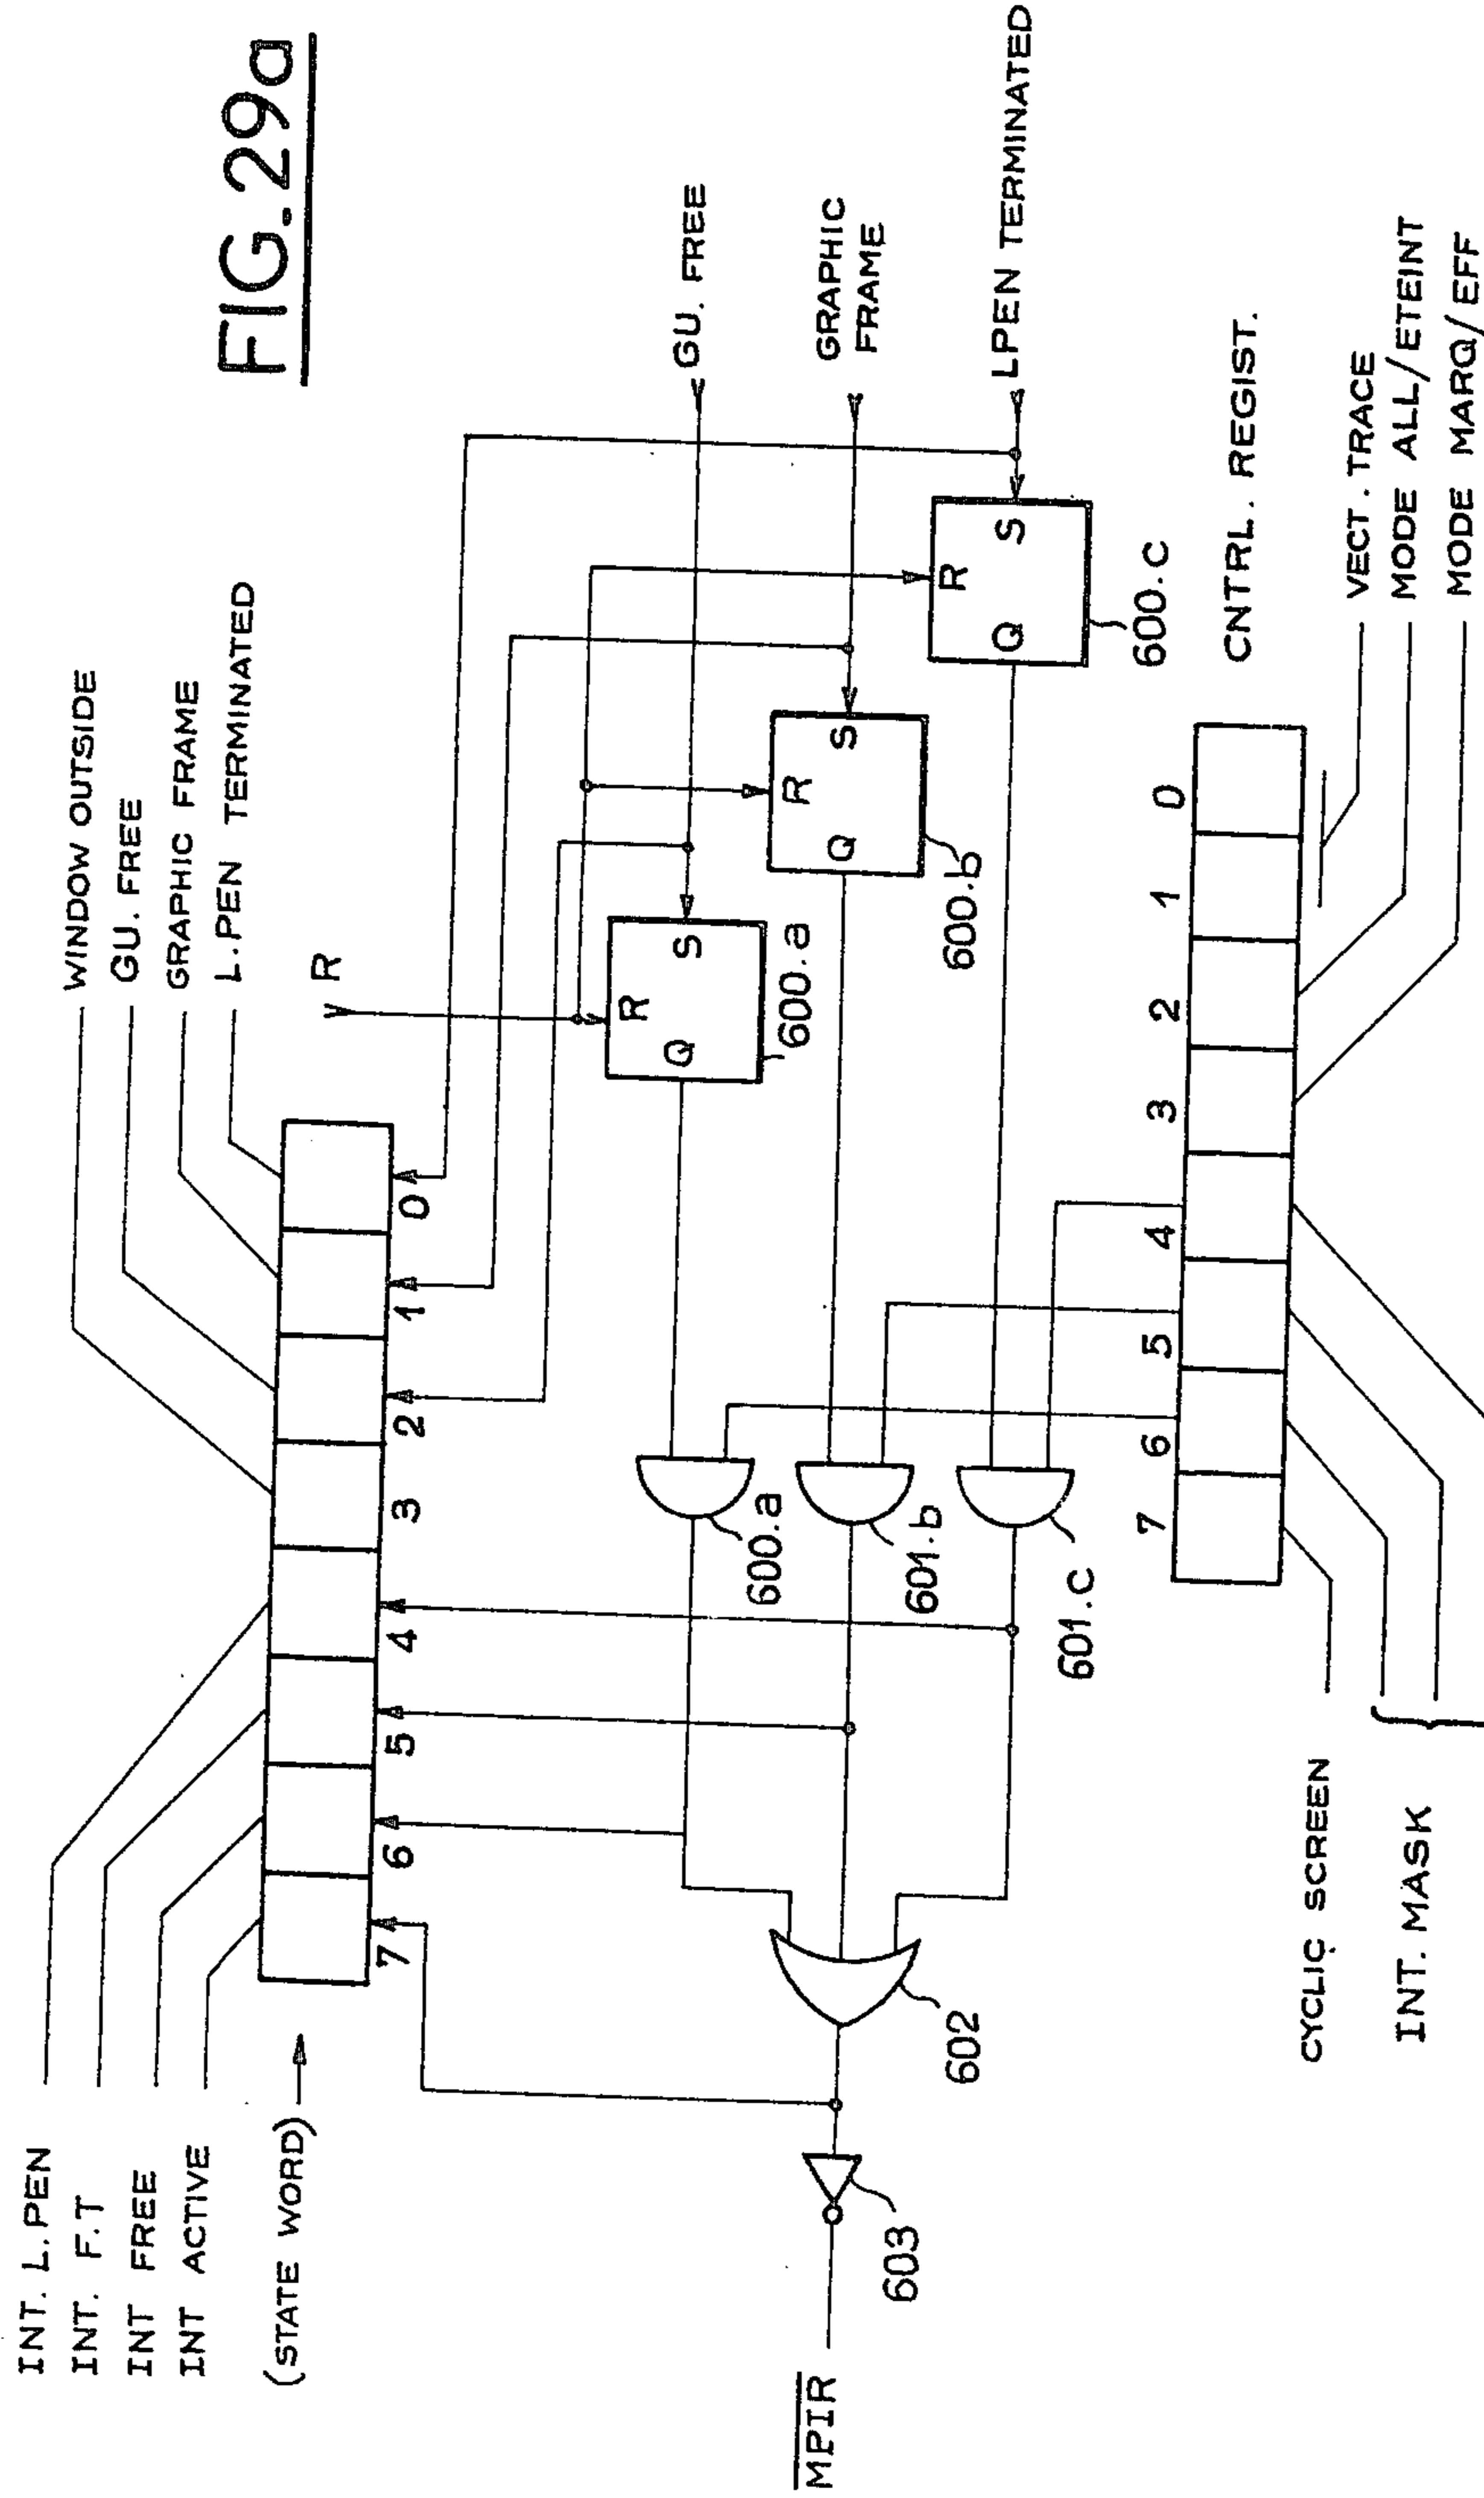 FIG.29a
INT. L.PEN
INT. F.T
INT FREE
INT ACTIVE
(STATE WORD)
WINDOW OUTSIDE
GU. FREE
GRAPHIC FRAME
L.PEN TERMINATED
7 6 5 4 3 2 1 0
R
R
Q S
600.a
GU. FREE
R
Q S
600.b
GRAPHIC
FRAME
R
Q S
600.c
LPEN TERMINATED
600.a
601.b
601.c
602
603
MPIR
CNTRL. REGIST.
7 6 5 4 3 2 1 0
VECT. TRACE
MODE ALL/ETEINT
MODE MARQ/EFF
CYCLIC SCREEN
INT. MASK